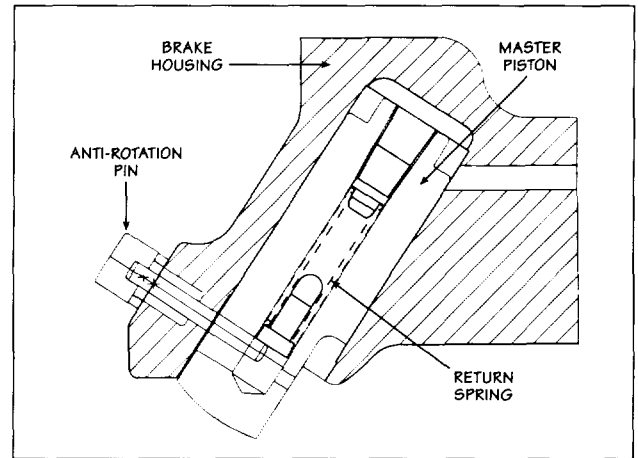 BRAKE
HOUSING
MASTER
PISTON
ANTI-ROTATION
PIN
RETURN
SPRING